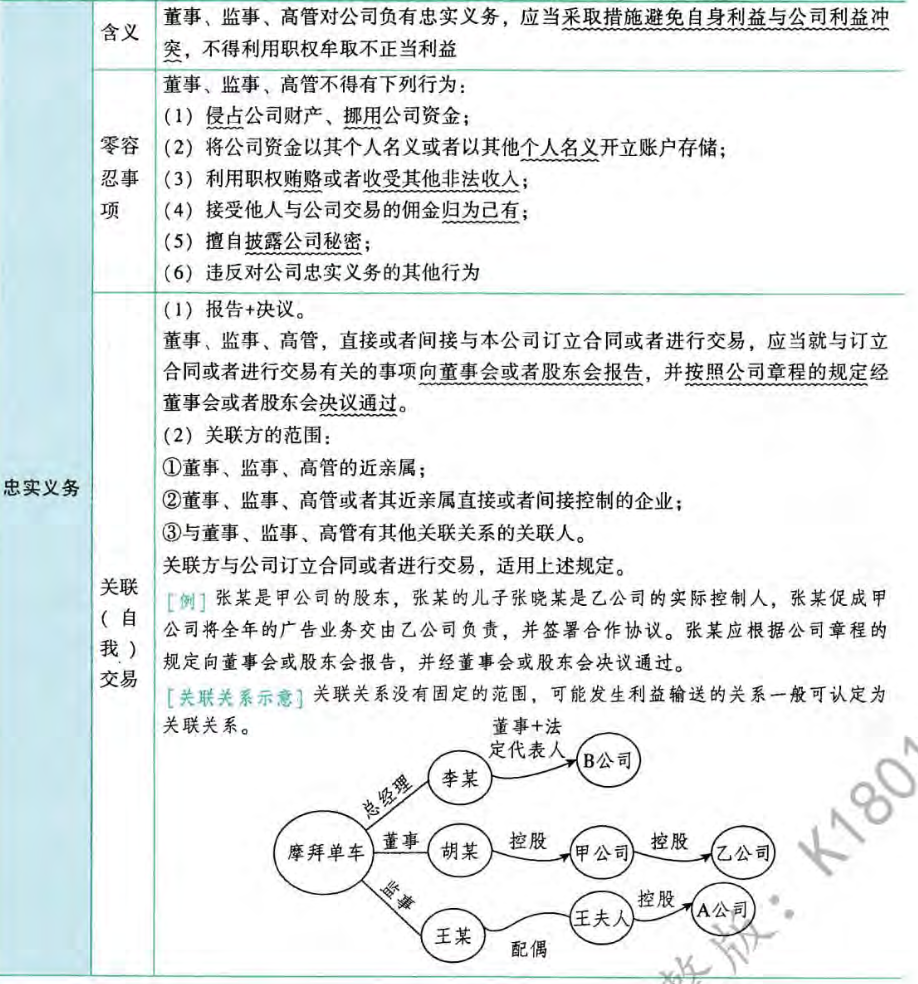 忠实义务
含义
董事、监事、高管对公司负有忠实义务，应当采取措施避免自身利益与公司利益冲
突，不得利用职权牟取不正当利益
零容
忍事
项
董事、监事、高管不得有下列行为：
(1) 侵占公司财产、挪用公司资金；
(2) 将公司资金以其个人名义或者以其他个人名义开立账户存储；
(3) 利用职权贿赂或者收受其他非法收入；
(4) 接受他人与公司交易的佣金归为己有；
(5) 擅自披露公司秘密；
(6) 违反对公司忠实义务的其他行为
关联
(自
我)
交易
(1) 报告+决议。
董事、监事、高管，直接或者间接与本公司订立合同或者进行交易，应当就与订立
合同或者进行交易有关的事项向董事会或者股东会报告，并按照公司章程的规定经
董事会或者股东会决议通过。
(2) 关联方的范围：
①董事、监事、高管的近亲属；
②董事、监事、高管或者其近亲属直接或者间接控制的企业；
③与董事、监事、高管有其他关联关系的关联人。
关联方与公司订立合同或者进行交易，适用上述规定。
[例] 张某是甲公司的股东，张某的儿子张晓某是乙公司的实际控制人，张某促成甲
公司将全年的广告业务交由乙公司负责，并签署合作协议。张某应根据公司章程的
规定向董事会或股东会报告，并经董事会或股东会决议通过。
[关联关系示意] 关联关系没有固定的范围，可能发生利益输送的关系一般可认定为
关联关系。
董事+法
定代表人
总经理
李某
B公司
摩拜单车
董事
胡某
控股
甲公司
控股
乙公司
监事
王某
配偶
王夫人
控股
A公司
整版：K1801